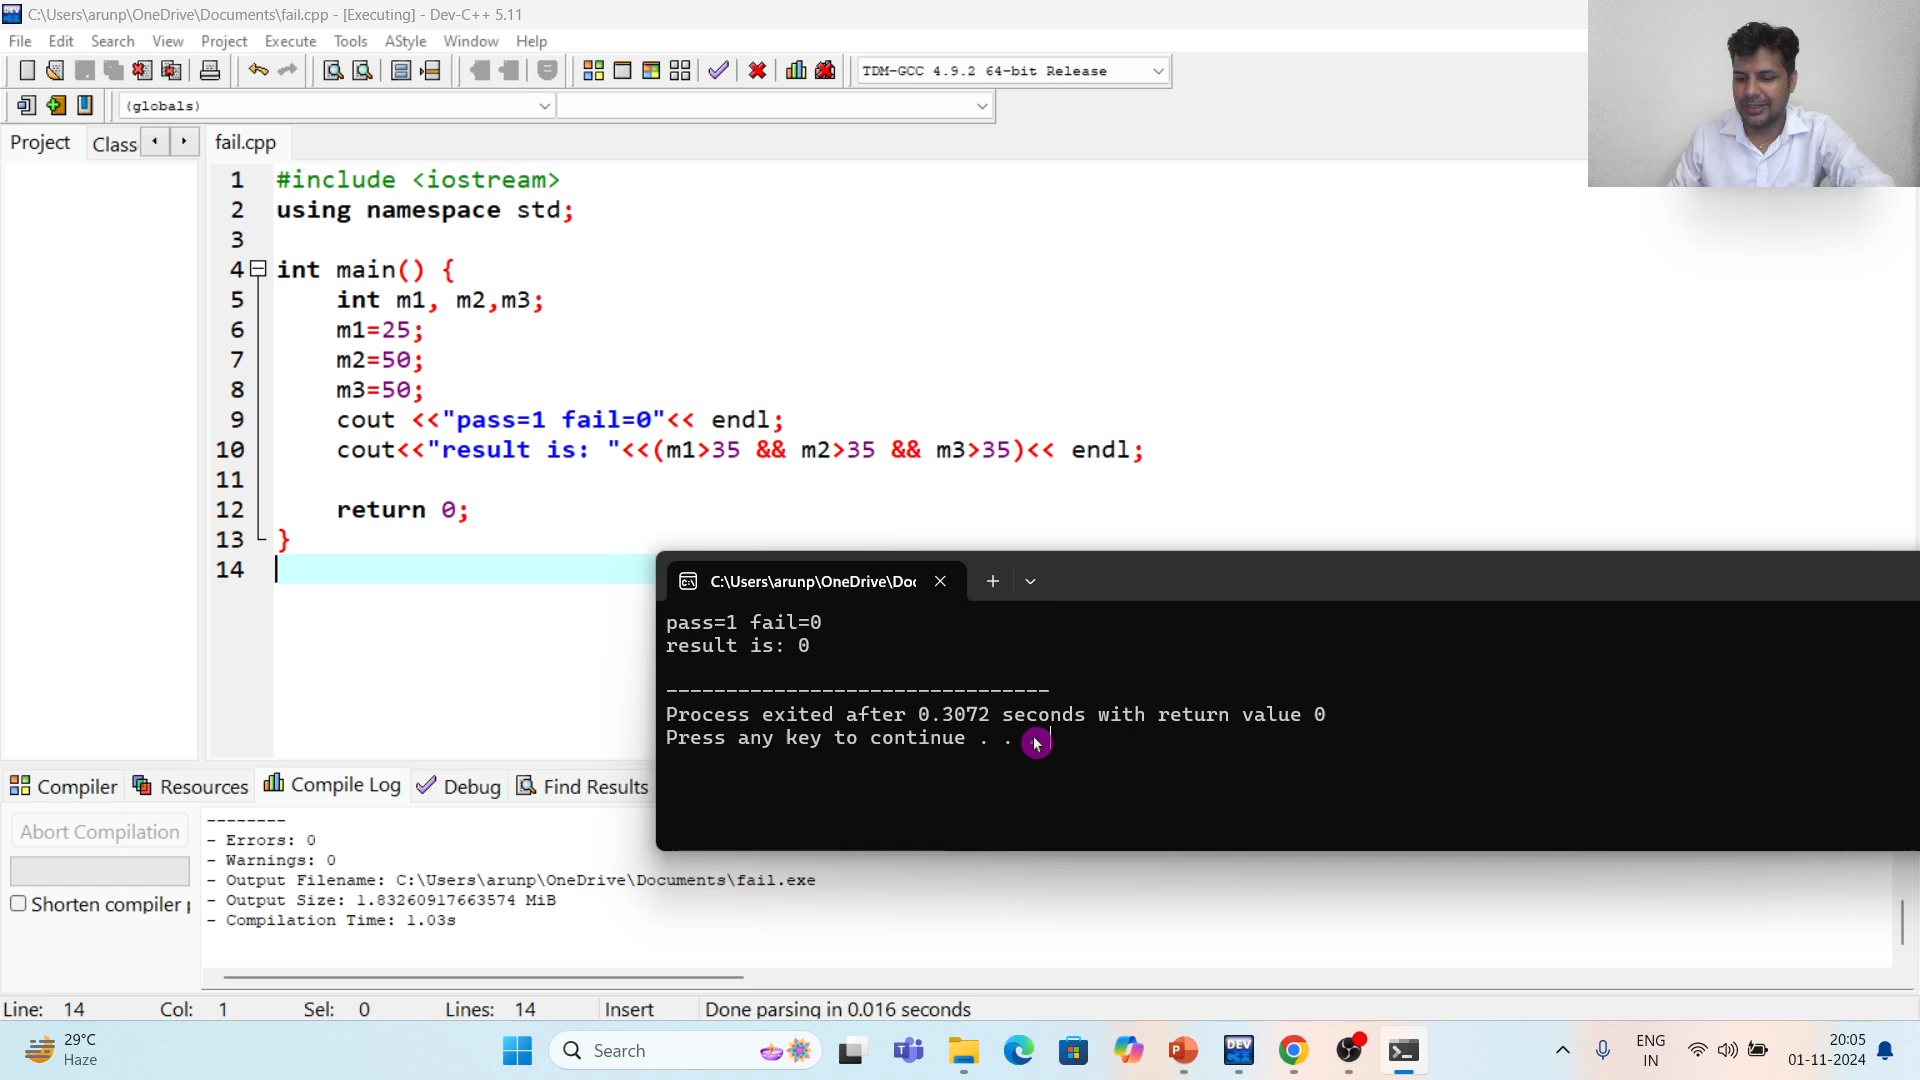 C:\Users\arunp\OneDrive\Documents\fail.cpp - [Executing] - Dev-C++ 5.11
File Edit Search View Project Execute Tools AStyle Window Help
TDM-GCC 4.9.2 64-bit Release
(globals)
Project Class
fail.cpp
1 #include <iostream>
2 using namespace std;
3
4 int main() {
5 int m1, m2,m3;
6 m1=25;
7 m2=50;
8 m3=50;
9 cout <<"pass=1 fail=0"<< endl;
10 cout<<"result is: "<<(m1>35 && m2>35 && m3>35)<< endl;
11
12 return 0;
13 }
14
C:\Users\arunp\OneDrive\Doc
pass=1 fail=0
result is: 0
--------------------------------
Process exited after 0.3072 seconds with return value 0
Press any key to continue . .
Compiler Resources Compile Log Debug Find Results
Abort Compilation
Shorten compiler p
--------
- Errors: 0
- Warnings: 0
- Output Filename: C:\Users\arunp\OneDrive\Documents\fail.exe
- Output Size: 1.83260917663574 MiB
- Compilation Time: 1.03s
Line: 14 Col: 1 Sel: 0 Lines: 14 Insert Done parsing in 0.016 seconds
29°C
Haze
Search
DEV
ENG
IN
20:05
01-11-2024